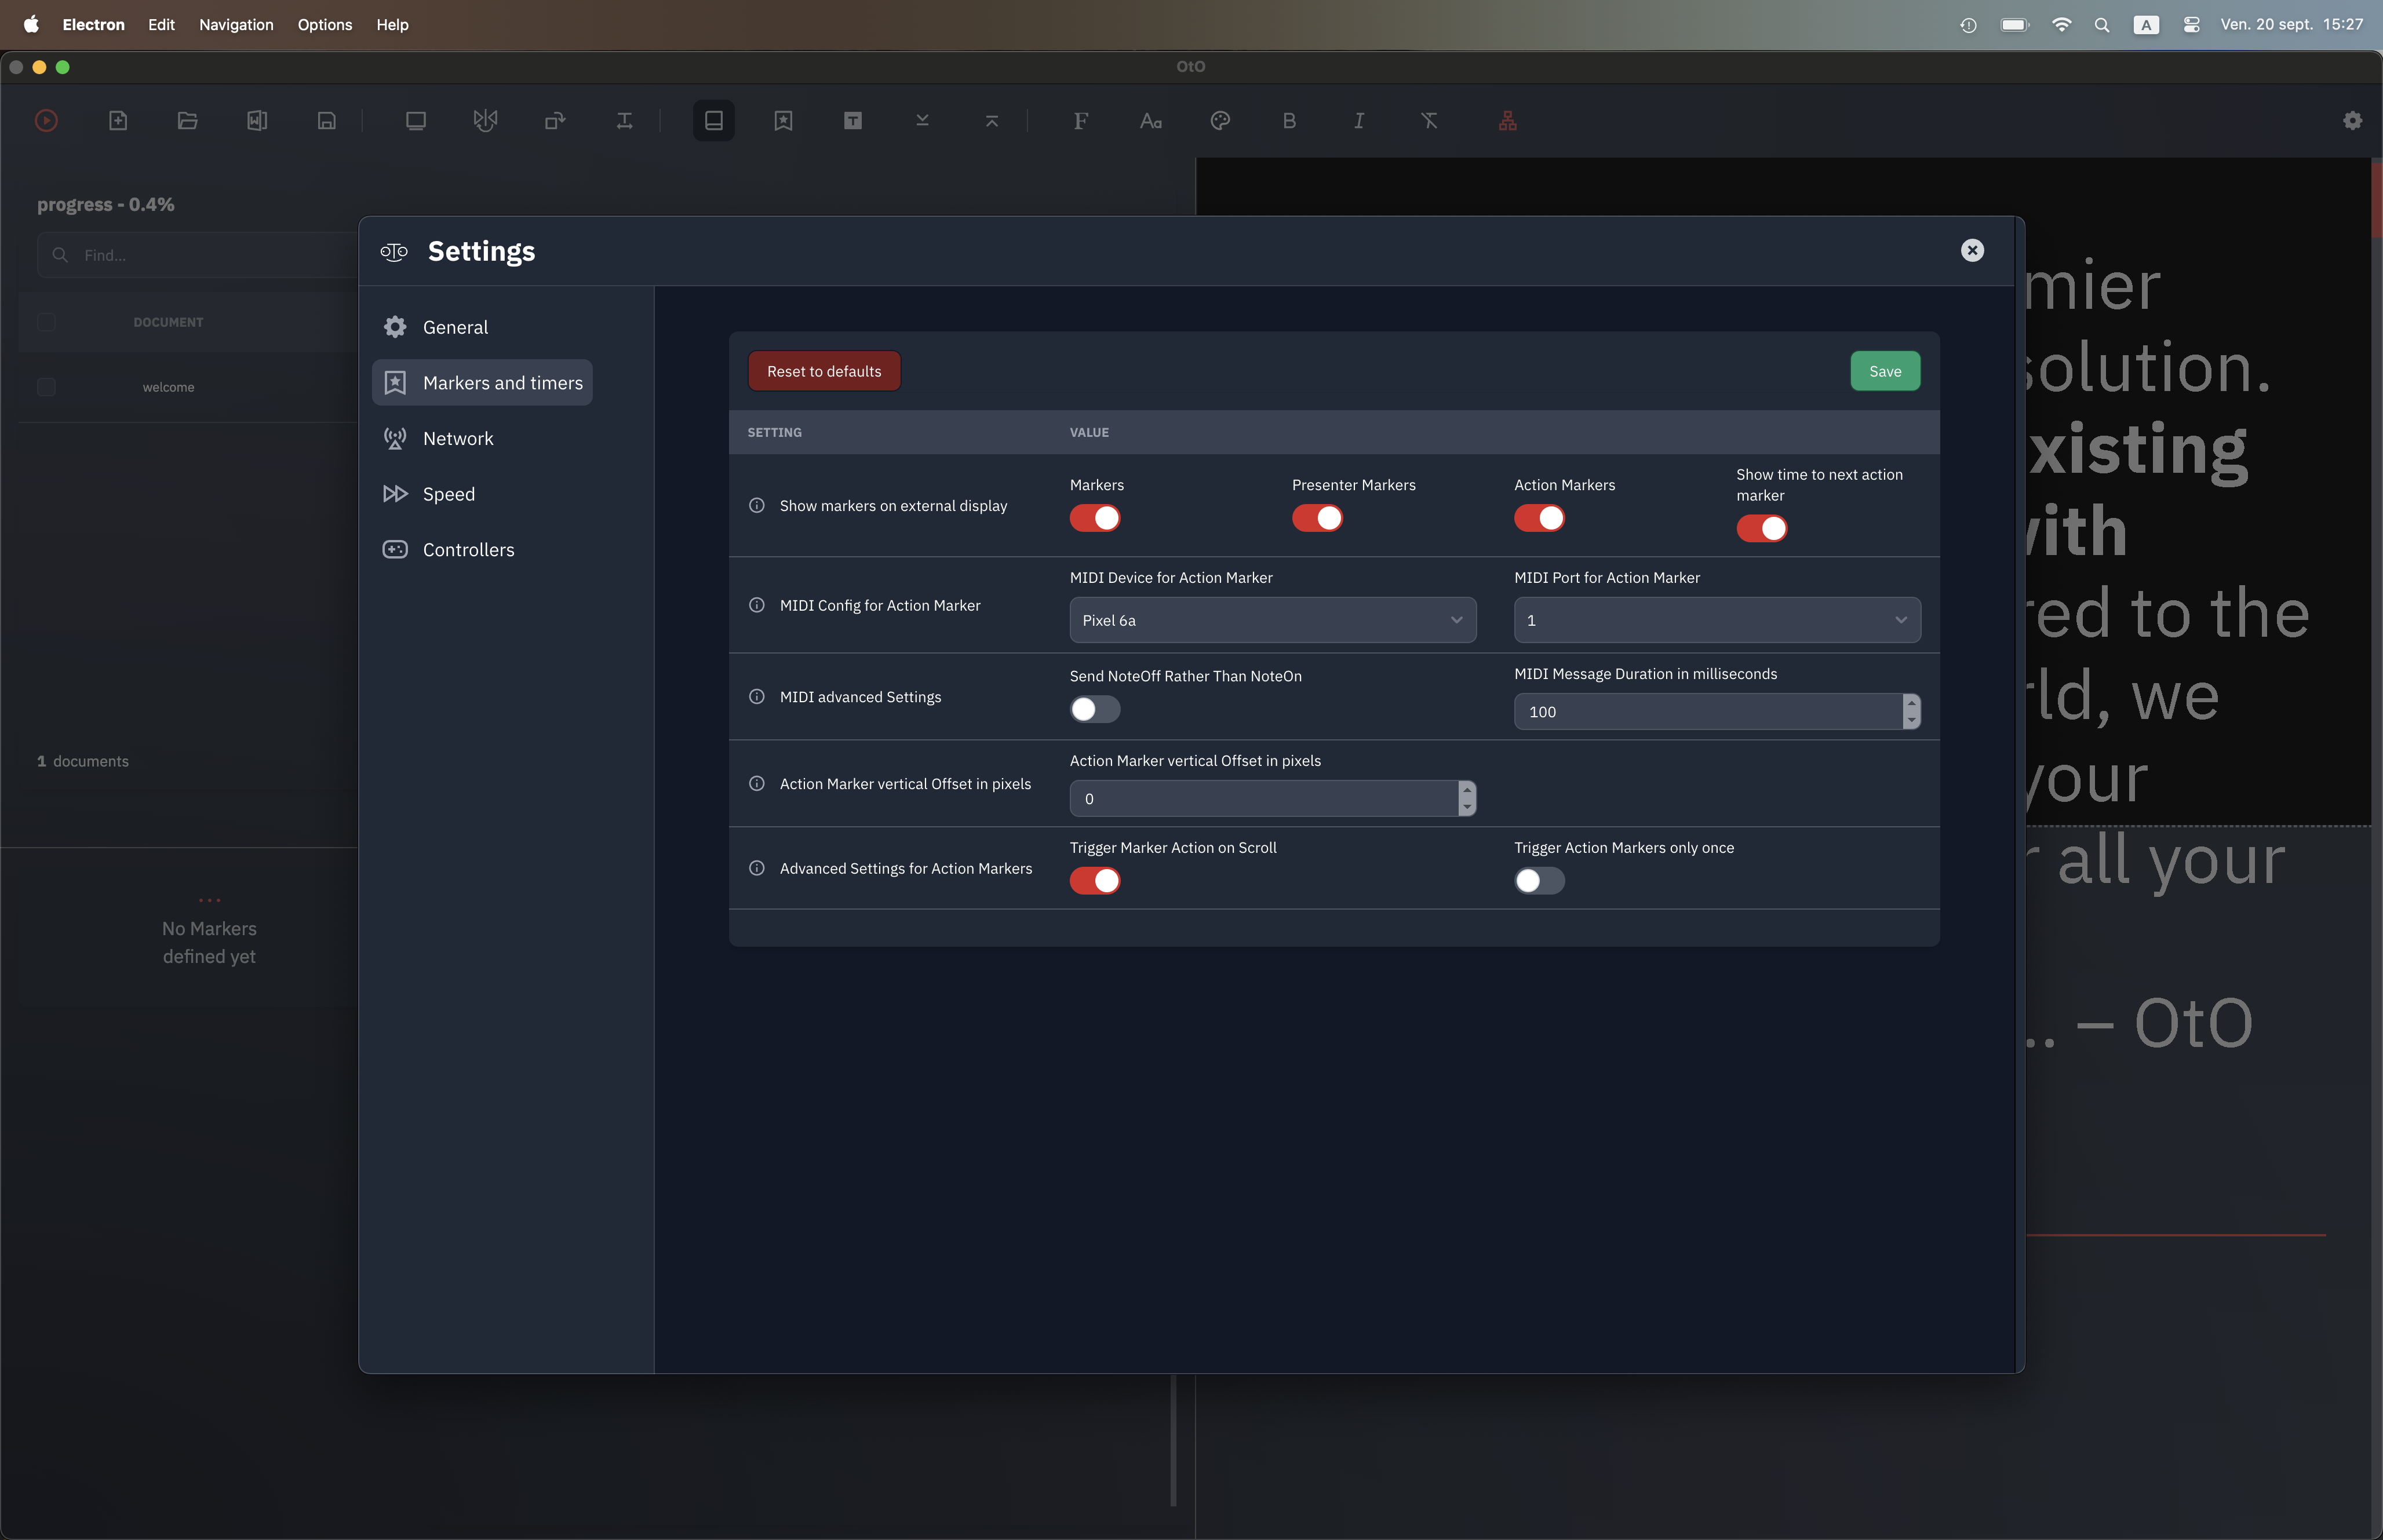 Electron Edit Navigation Options Help
A Ven. 20 sept. 15:27
OtO
progress - 0.4%
Find...
DOCUMENT
welcome
1 documents
...
No Markers
defined yet
Settings
General
Markers and timers
Network
Speed
Controllers
Reset to defaults
Save
SETTING VALUE
Show markers on external display
Markers
Presenter Markers
Action Markers
Show time to next action
marker
MIDI Config for Action Marker
MIDI Device for Action Marker
Pixel 6a
MIDI Port for Action Marker
1
MIDI advanced Settings
Send NoteOff Rather Than NoteOn
MIDI Message Duration in milliseconds
100
Action Marker vertical Offset in pixels
Action Marker vertical Offset in pixels
0
Advanced Settings for Action Markers
Trigger Marker Action on Scroll
Trigger Action Markers only once
mier
solution.
xisting
with
red to the
rld, we
your
r all your
.. – OtO